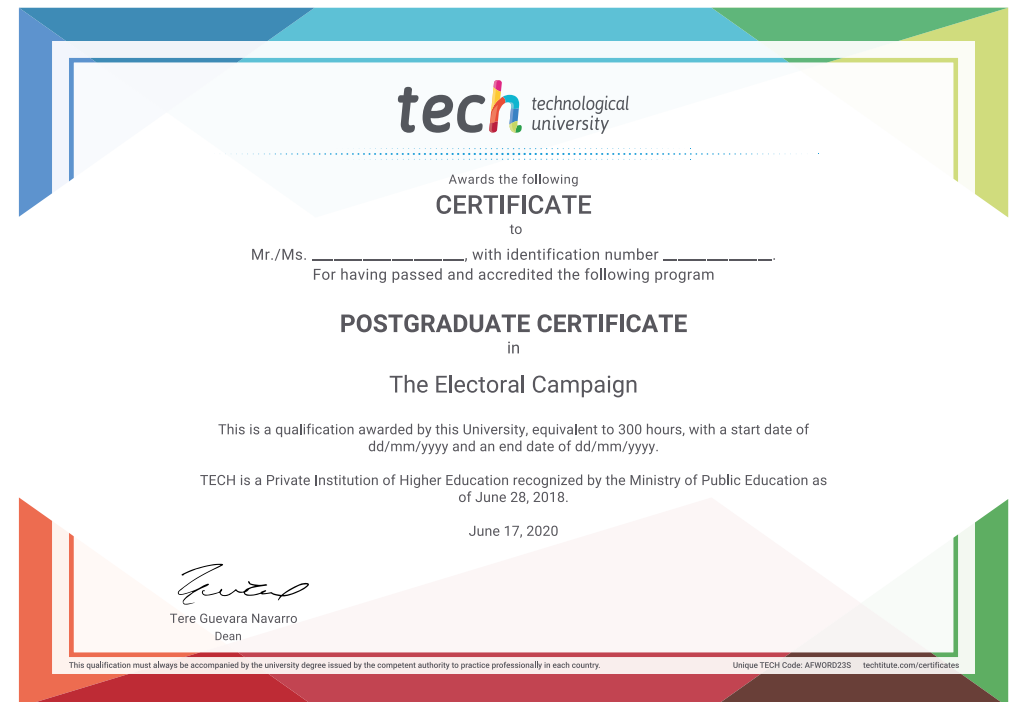 tech technological
university
Awards the following
CERTIFICATE
to
Mr./Ms. __________________, with identification number _____________.
For having passed and accredited the following program
POSTGRADUATE CERTIFICATE
in
The Electoral Campaign
This is a qualification awarded by this University, equivalent to 300 hours, with a start date of
dd/mm/yyyy and an end date of dd/mm/yyyy.
TECH is a Private Institution of Higher Education recognized by the Ministry of Public Education as
of June 28, 2018.
June 17, 2020
Tere Guevara Navarro
Dean
This qualification must always be accompanied by the university degree issued by the competent authority to practice professionally in each country.
Unique TECH Code: AFWORD23S techtitute.com/certificates